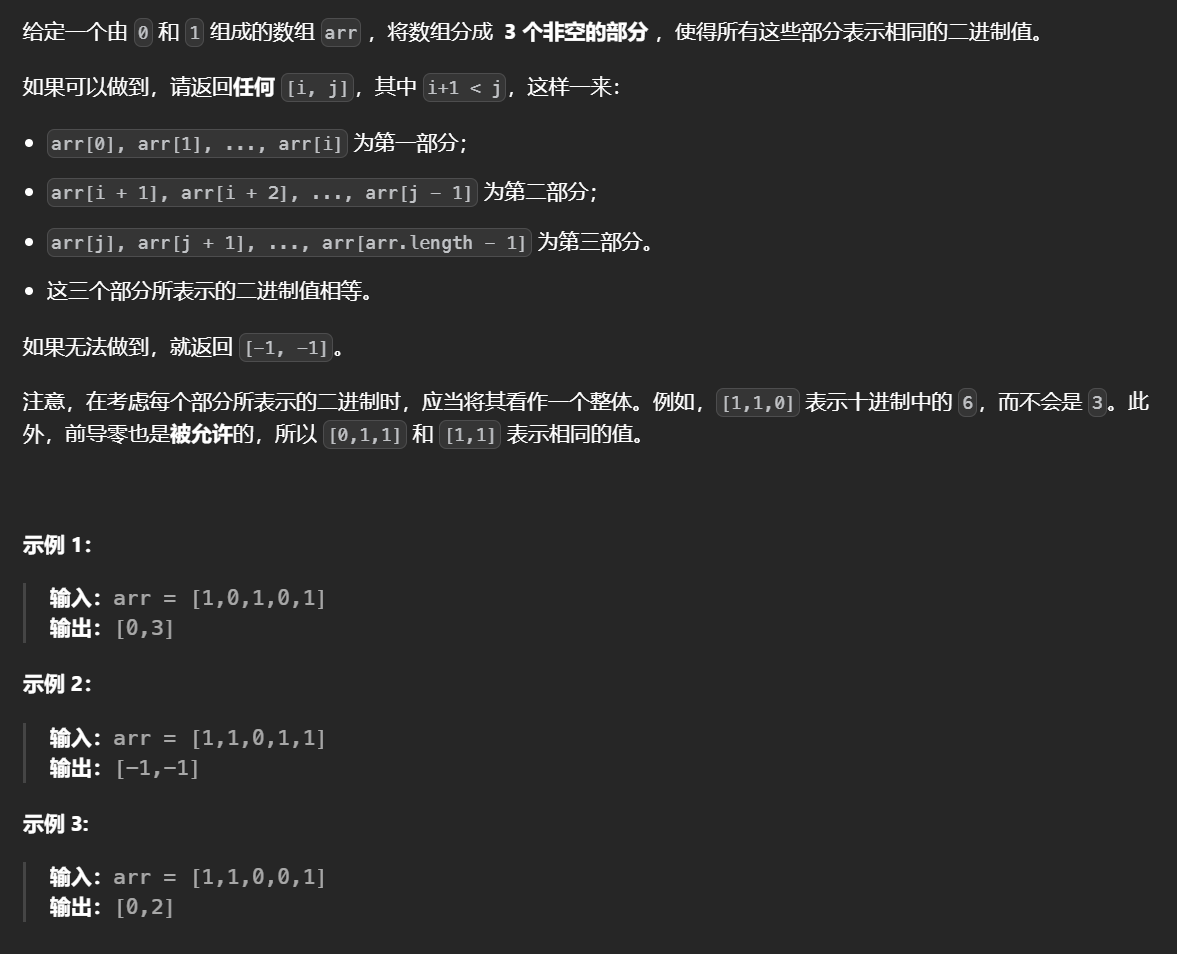 给定一个由 0 和 1 组成的数组 arr ，将数组分成 3 个非空的部分 ，使得所有这些部分表示相同的二进制值。
如果可以做到，请返回任何 [i, j]，其中 i+1 < j，这样一来：
• arr[0], arr[1], ..., arr[i] 为第一部分；
• arr[i + 1], arr[i + 2], ..., arr[j - 1] 为第二部分；
• arr[j], arr[j + 1], ..., arr[arr.length - 1] 为第三部分。
• 这三个部分所表示的二进制值相等。
如果无法做到，就返回 [-1, -1]。
注意，在考虑每个部分所表示的二进制时，应当将其看作一个整体。例如，[1,1,0] 表示十进制中的 6，而不会是 3。此
外，前导零也是被允许的，所以 [0,1,1] 和 [1,1] 表示相同的值。
示例 1：
输入：arr = [1,0,1,0,1]
输出：[0,3]
示例 2：
输入：arr = [1,1,0,1,1]
输出：[-1,-1]
示例 3:
输入：arr = [1,1,0,0,1]
输出：[0,2]